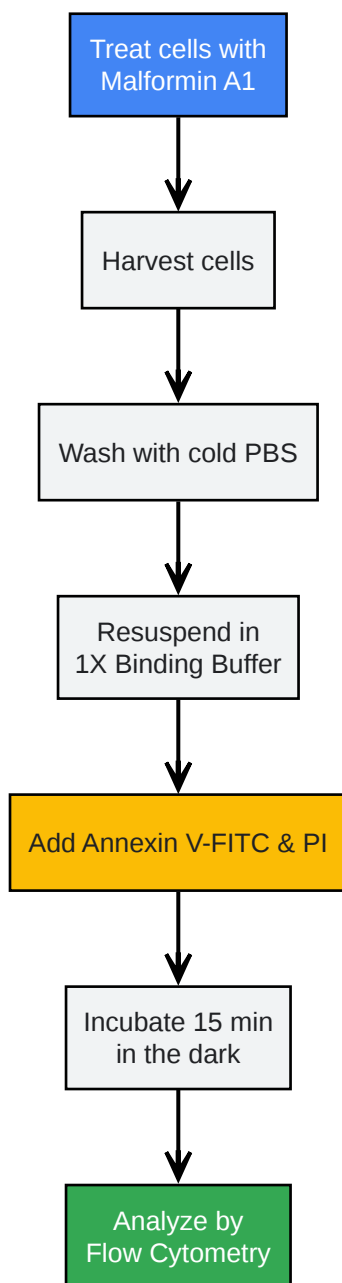 Treat cells with
Malformin A1
Harvest cells
Wash with cold PBS
Resuspend in
1X Binding Buffer
Add Annexin V-FITC & PI
Incubate 15 min
in the dark
Analyze by
Flow Cytometry